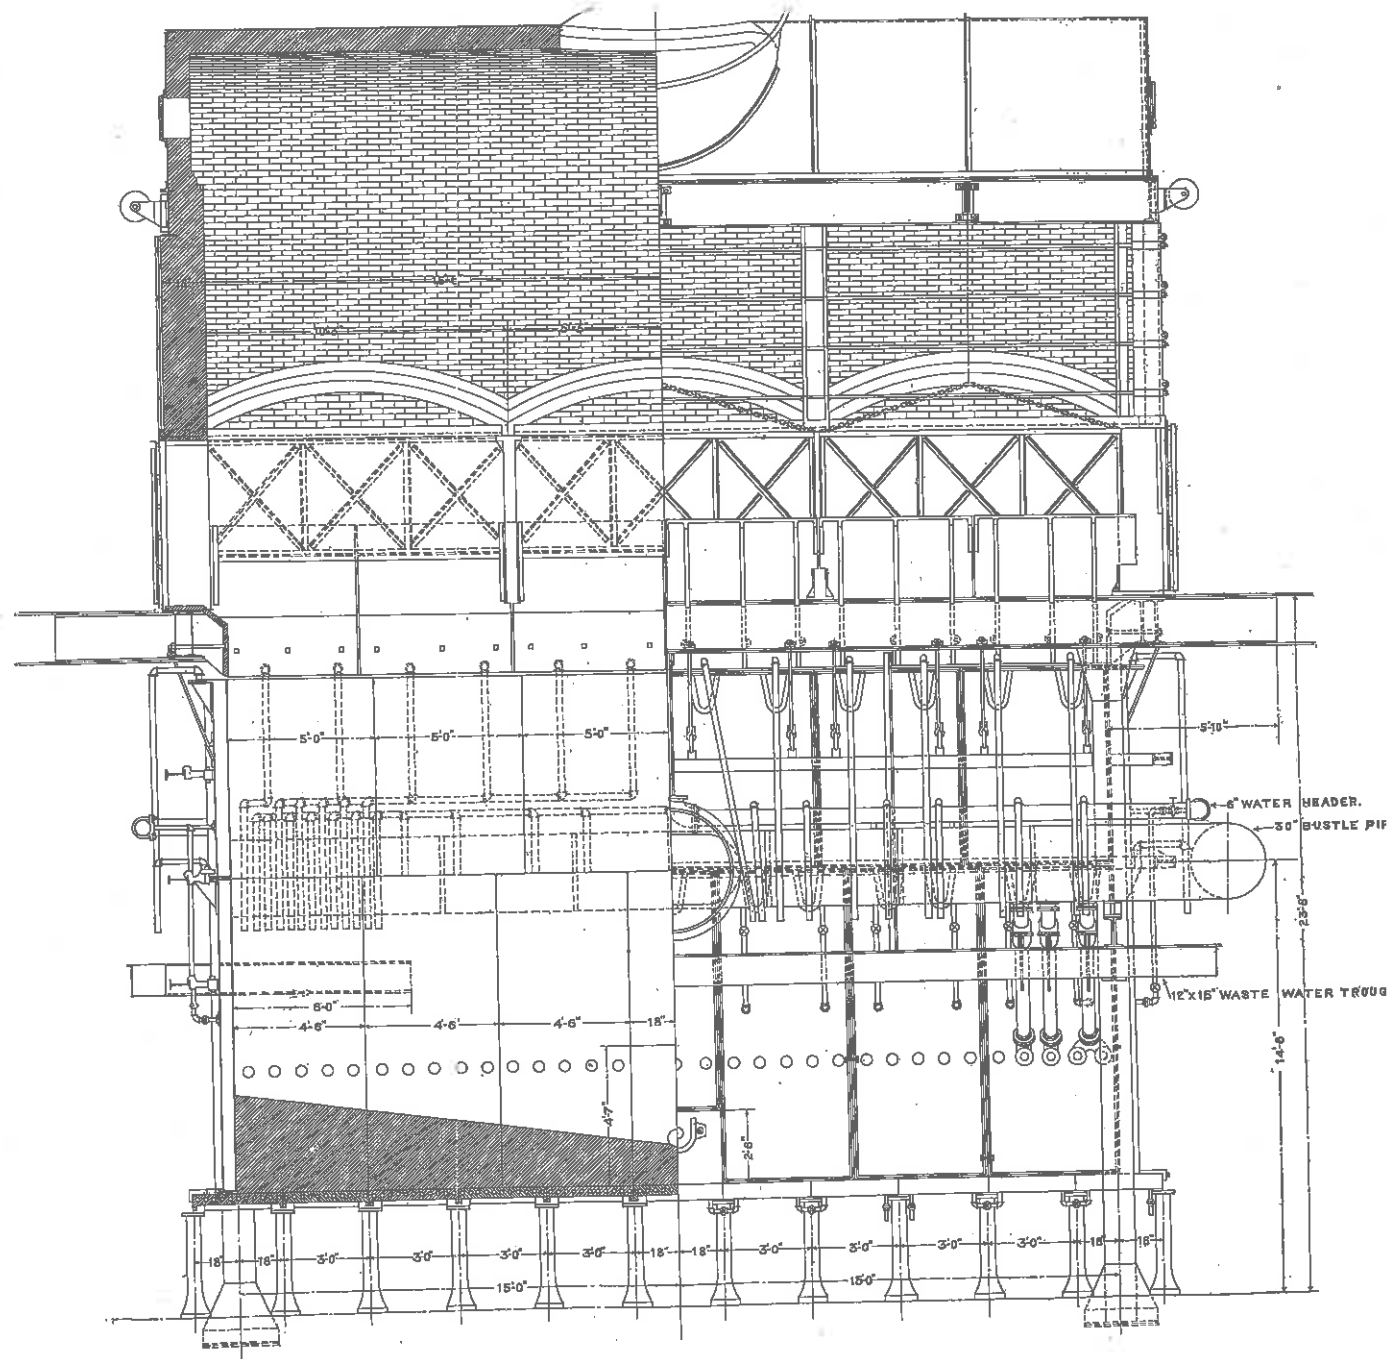 5'-0" 5'-0" 5'-0" 5'-10"
6" WATER HEADER.
30" BUSTLE PIP
23'-8"
12"X15" WASTE WATER TROUG
6'-0"
4'-6" 4'-6" 4'-6" 18"
14'-6"
4'-7"
2'-6"
18" 18" 3'-0" 3'-0" 3'-0" 3'-0" 18" 18" 3'-0" 3'-0" 3'-0" 3'-0" 18" 18"
15'-0" 15'-0"